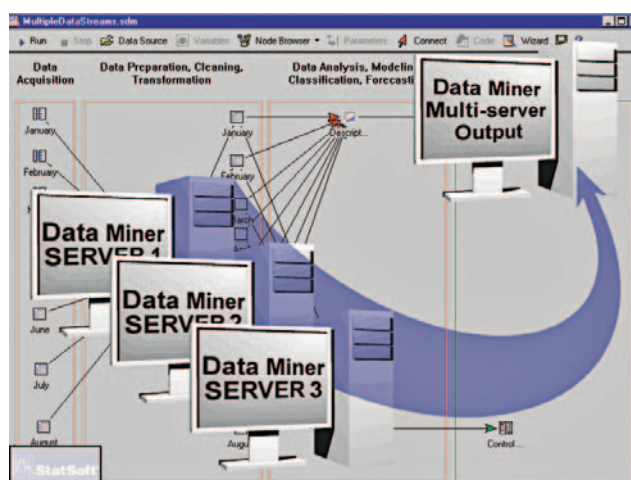 MultipleDataStreams.sdm
Run Stop Data Source Variables Node Browser Parameters Connect Code Wizard
Data
Acquisition
Data Preparation, Cleaning,
Transformation
Data Analysis, Modelin
Classification, Forecasti
January
February
June
July
August
January
February
March
Augu
Descript...
Control ...
Data Miner
Multi-server
Output
Data Miner
SERVER 1
Data Miner
SERVER 2
Data Miner
SERVER 3
StatSoft